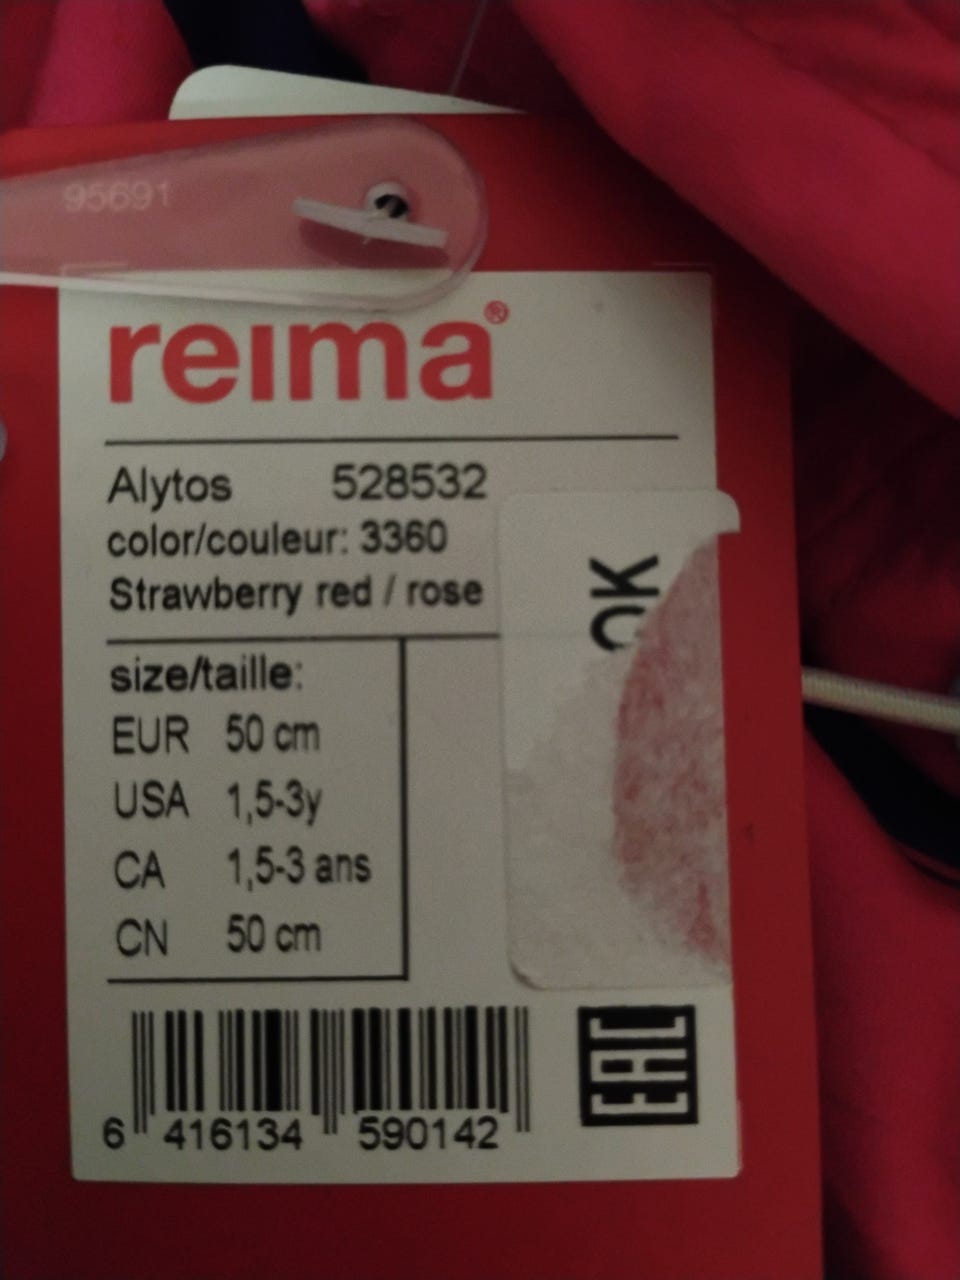 95691
reima®
Alytos 528532
color/couleur: 3360
Strawberry red / rose
OK
size/taille:
EUR 50 cm
USA 1,5-3y
CA 1,5-3 ans
CN 50 cm
6 416134 590142
EAC